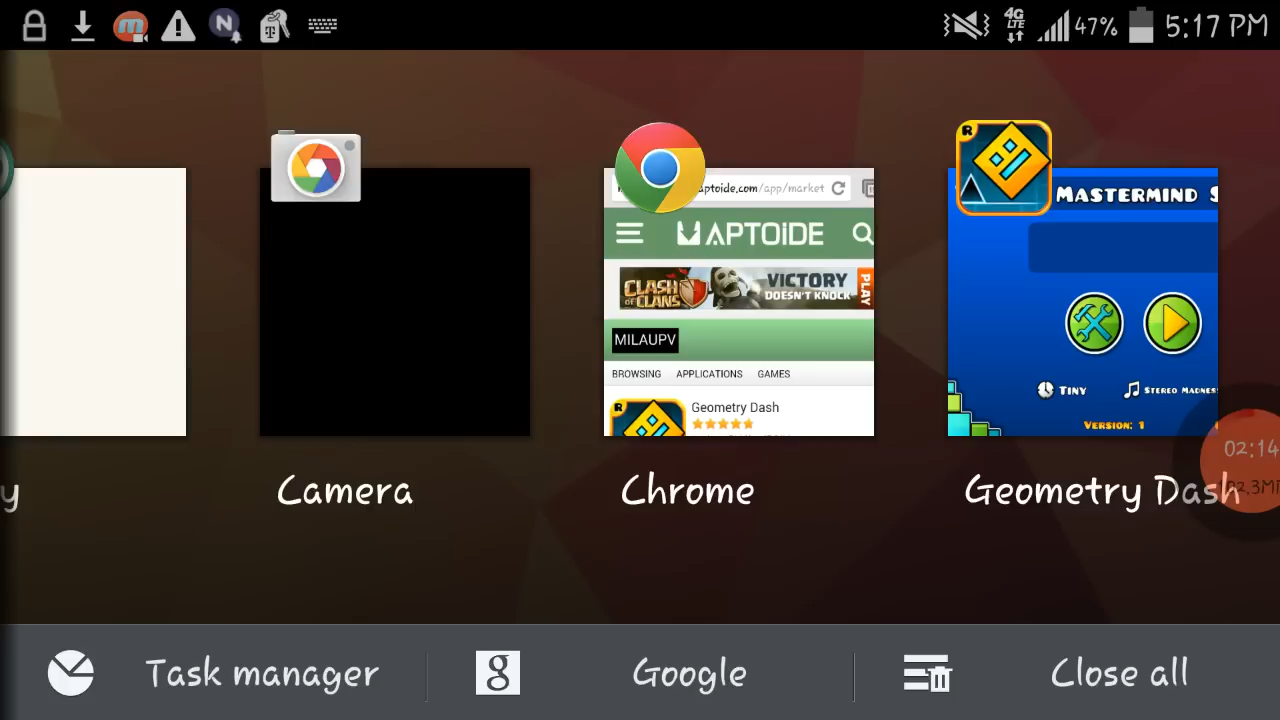 4G
LTE
47%
5:17 PM
R
aptoide.com/app/market
MASTERMIND S
APTOIDE
CLASH
OF CLANS
VICTORY
DOESN'T KNOCK
PLAY
MILAUPV
BROWSING APPLICATIONS GAMES
R
Geometry Dash
TINY
STEREO MADNES
VERSION: 1
02:14
y
Camera
Chrome
Geometry Dash
Task manager
g
Google
Close all